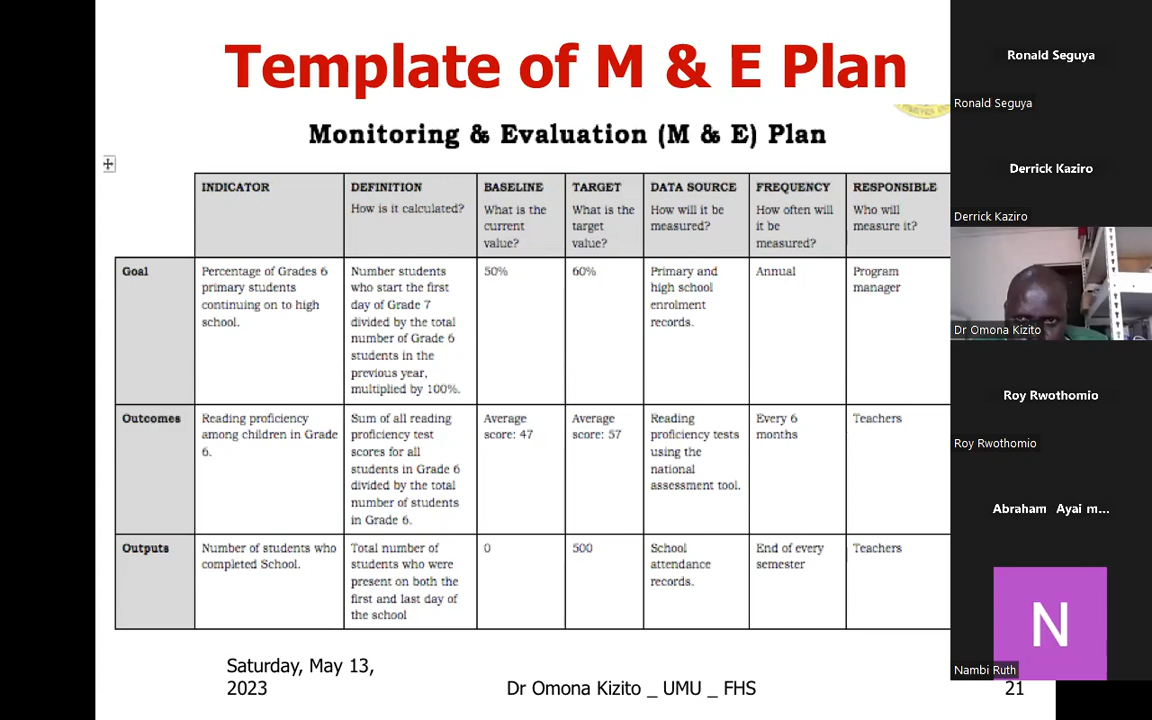 Template of M & E Plan
Monitoring & Evaluation (M & E) Plan
INDICATOR
DEFINITION
How is it calculated?
BASELINE
What is the
current
value?
TARGET
What is the
target
value?
DATA SOURCE
How will it be
measured?
FREQUENCY
How often will
it be
measured?
RESPONSIBLE
Who will
measure it?
Goal
Percentage of Grades 6
primary students
continuing on to high
school.
Number students
who start the first
day of Grade 7
divided by the total
number of Grade 6
students in the
previous year,
multiplied by 100%.
50%
60%
Primary and
high school
enrolment
records.
Annual
Program
manager
Outcomes
Reading proficiency
among children in Grade
6.
Sum of all reading
proficiency test
scores for all
students in Grade 6
divided by the total
number of students
in Grade 6.
Average
score: 47
Average
score: 57
Reading
proficiency tests
using the
national
assessment tool.
Every 6
months
Teachers
Outputs
Number of students who
completed School.
Total number of
students who were
present on both the
first and last day of
the school
0
500
School
attendance
records.
End of every
semester
Teachers
Saturday, May 13,
2023
Dr Omona Kizito _ UMU _ FHS
21
Ronald Seguya
Ronald Seguya
Derrick Kaziro
Derrick Kaziro
Dr Omona Kizito
Roy Rwothomio
Roy Rwothomio
Abraham Ayai m...
N
Nambi Ruth